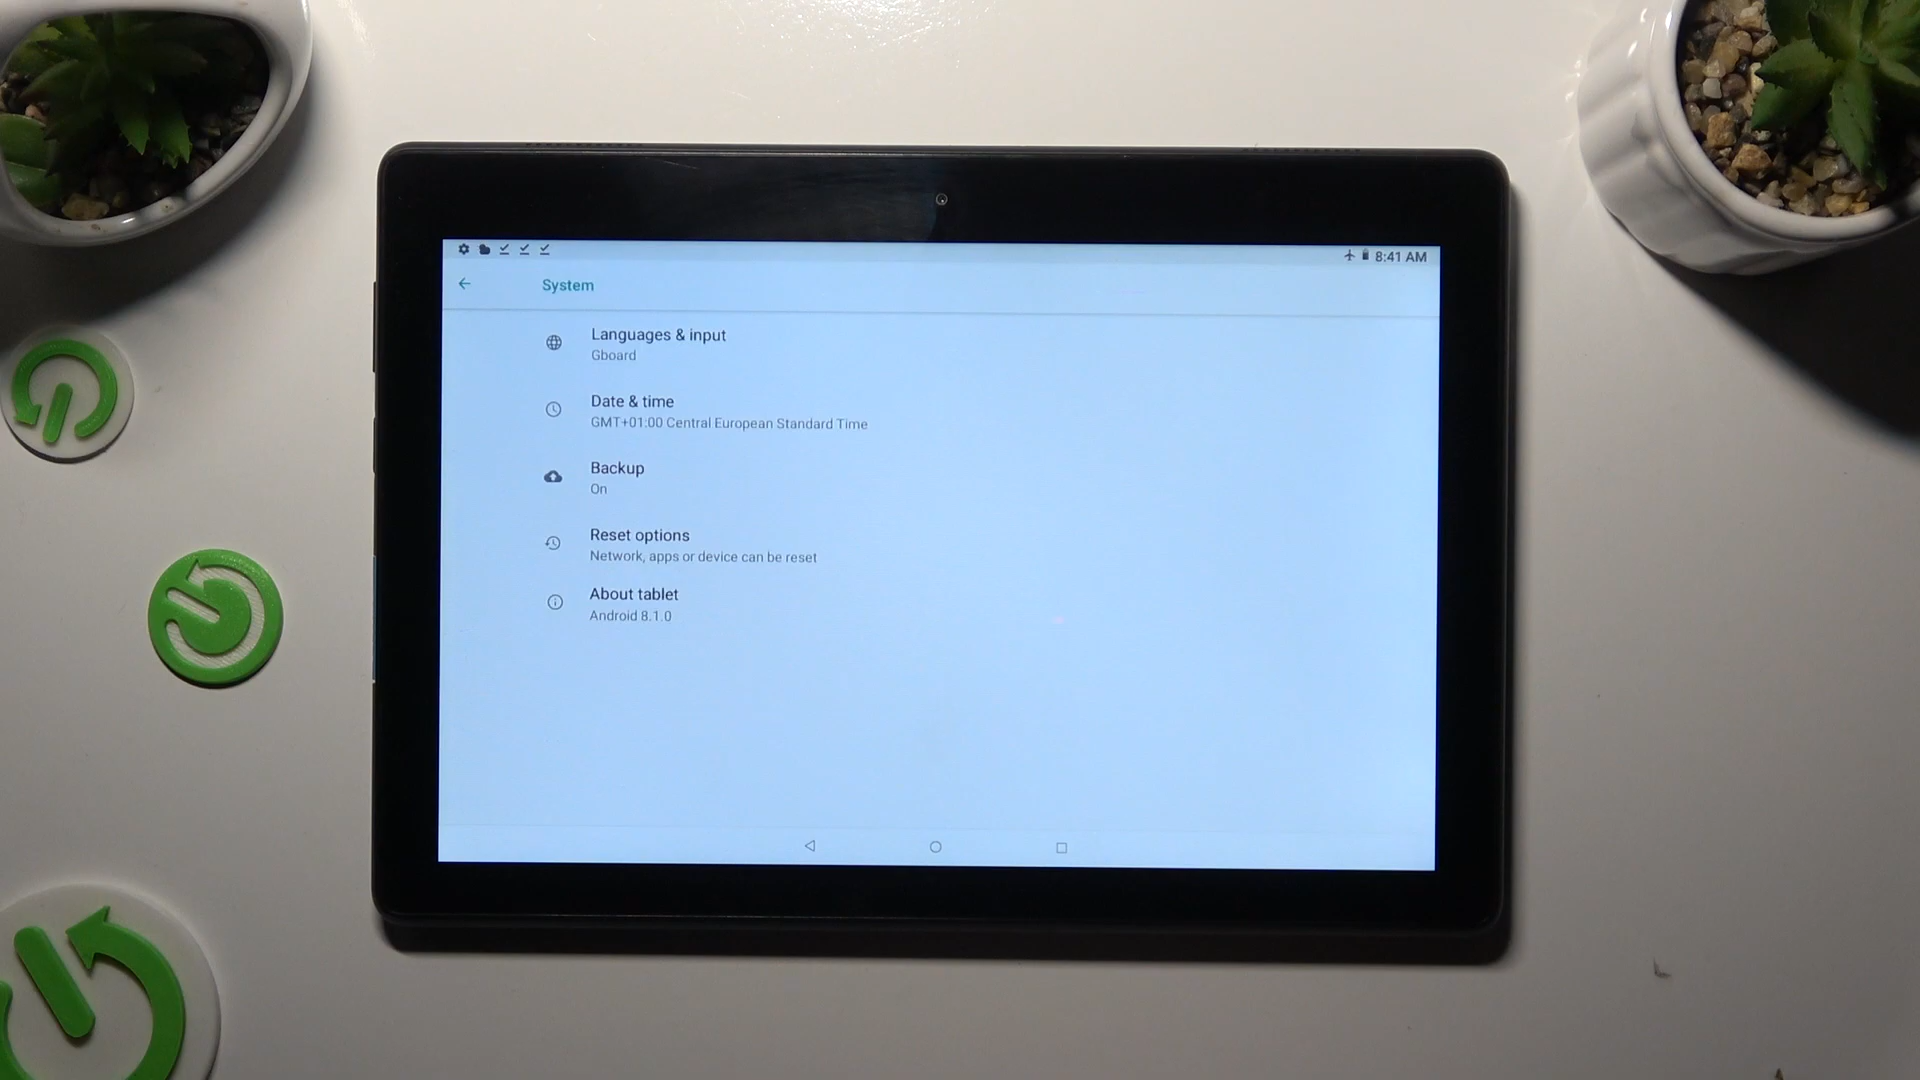 8:41 AM
System
Languages & input
Gboard
Date & time
GMT+01:00 Central European Standard Time
Backup
On
Reset options
Network, apps or device can be reset
About tablet
Android 8.1.0